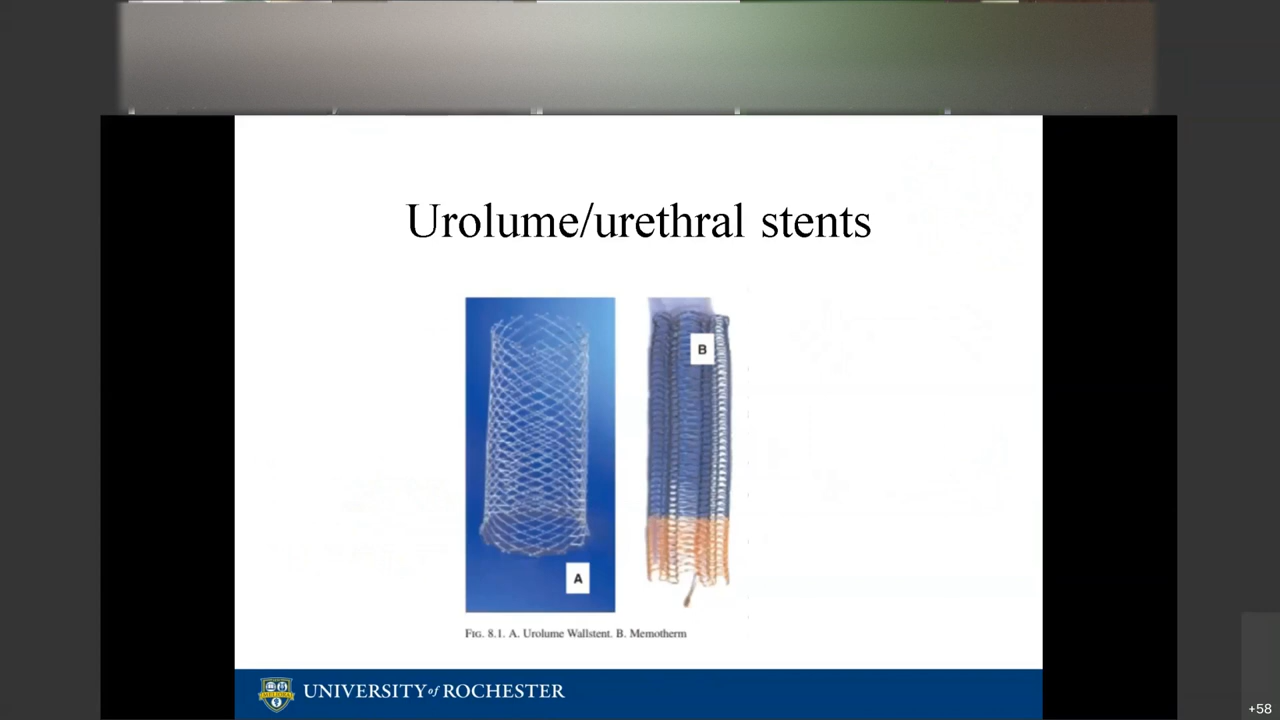 Urolume/urethral stents
B
A
FIG. 8.1. A. Urolume Wallstent. B. Memotherm
UNIVERSITY of ROCHESTER
+58